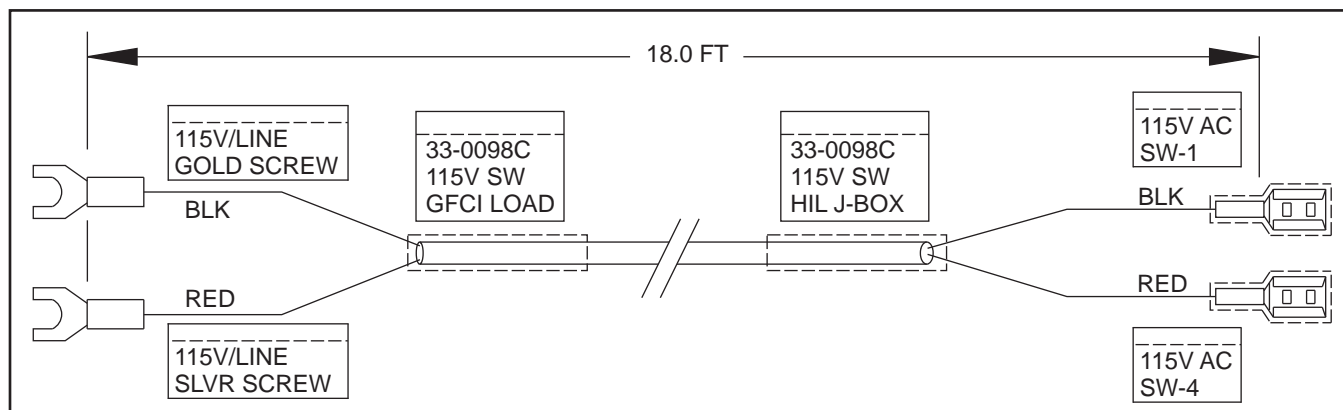 18.0 FT
115V/LINE
GOLD SCREW
33-0098C
115V SW
GFCI LOAD
33-0098C
115V SW
HIL J-BOX
115V AC
SW-1
BLK
BLK
RED
RED
115V/LINE
SLVR SCREW
115V AC
SW-4